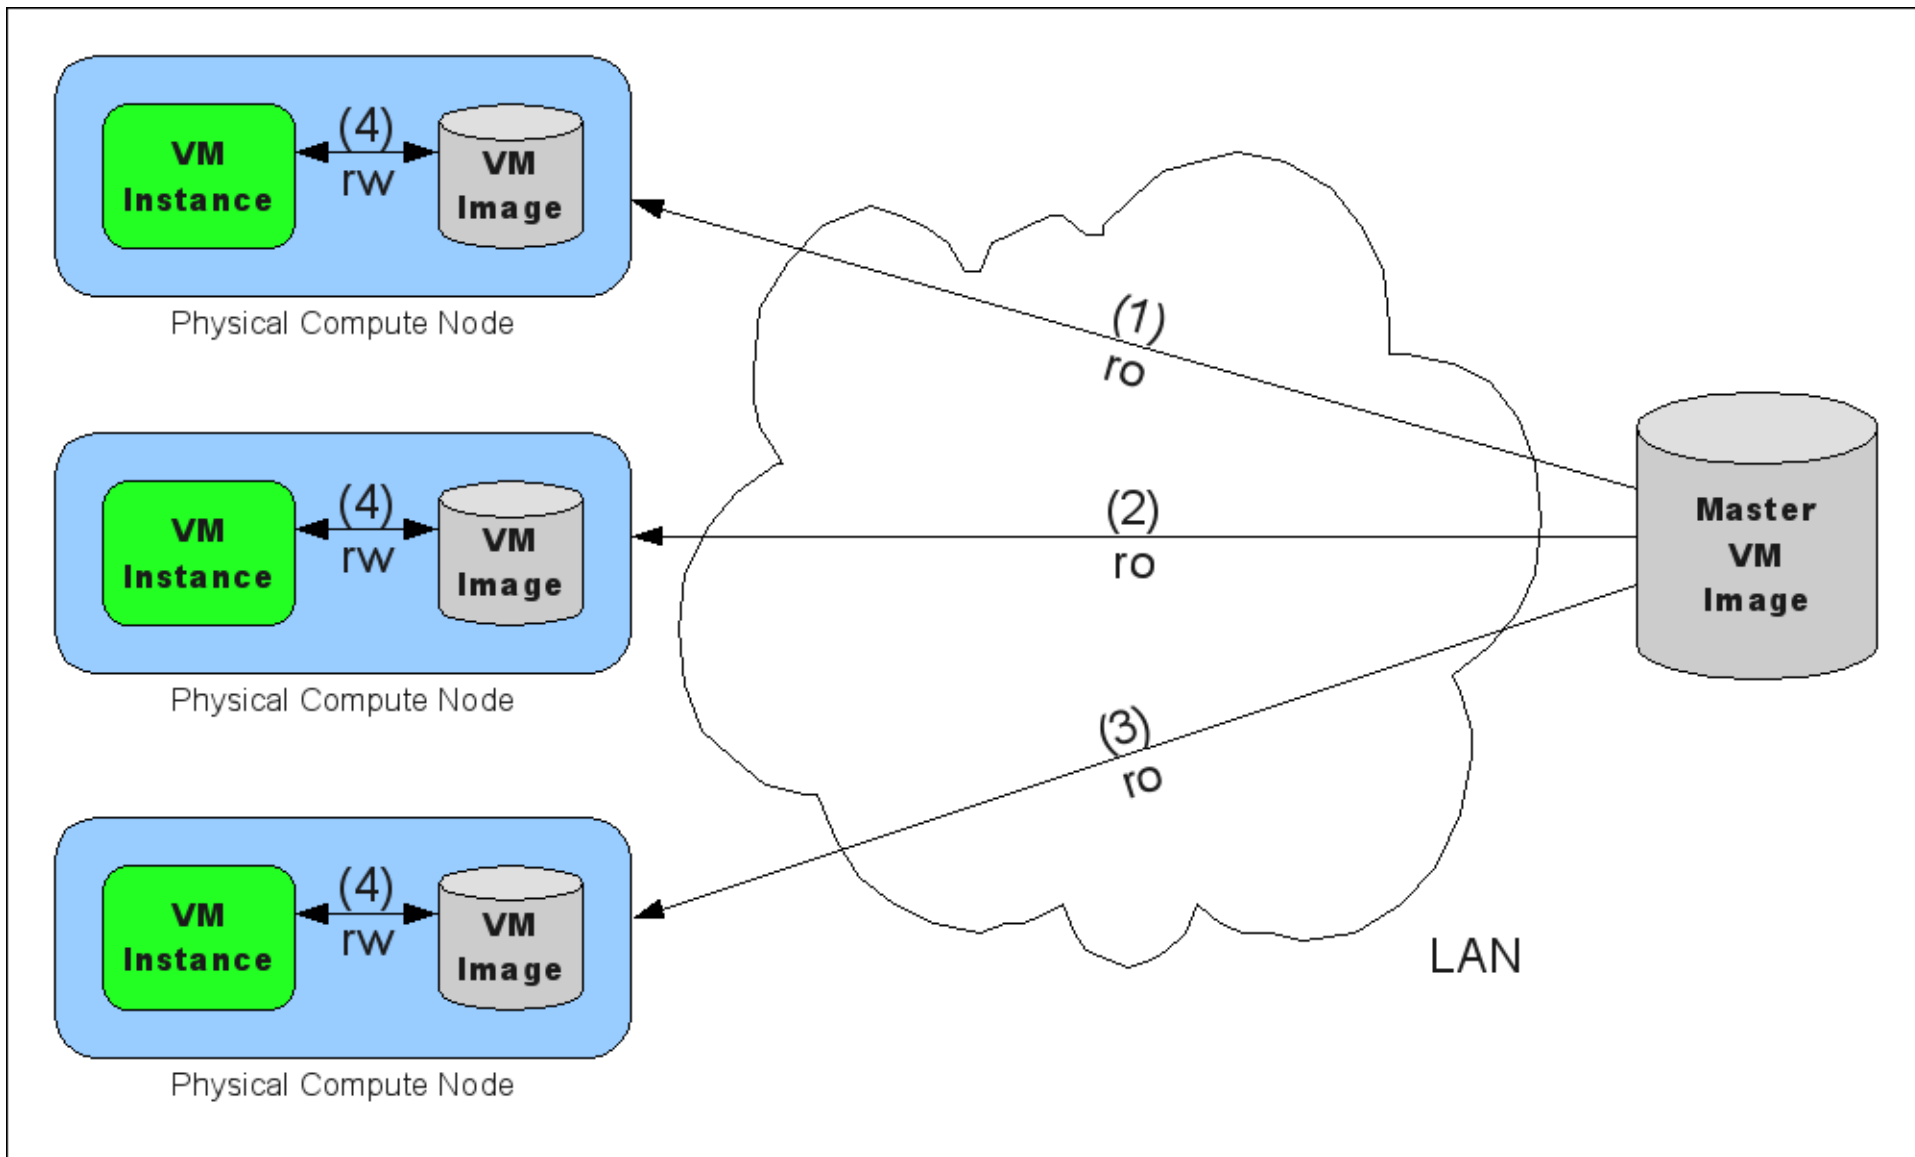 VM
Instance
(4)
rw
VM
Image
Physical Compute Node
(1)
ro
VM
Instance
(4)
rw
VM
Image
Physical Compute Node
(2)
ro
Master
VM
Image
(3)
ro
VM
Instance
(4)
rw
VM
Image
Physical Compute Node
LAN